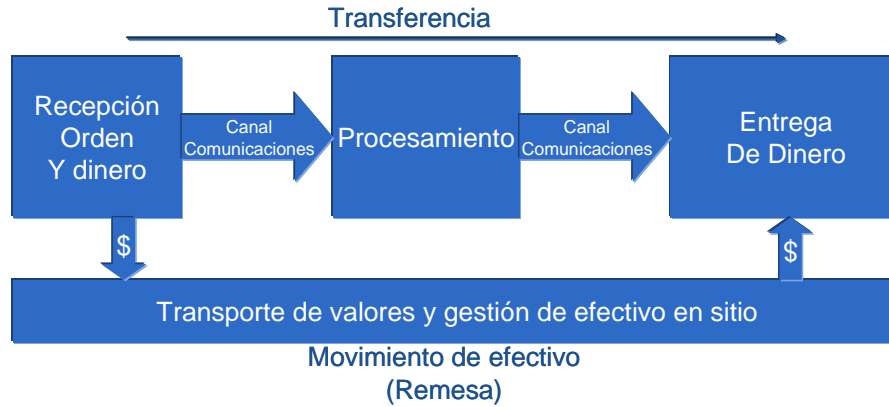 Transferencia
Recepción
Orden
Y dinero
Canal
Comunicaciones
Procesamiento
Canal
Comunicaciones
Entrega
De Dinero
$
$
Transporte de valores y gestión de efectivo en sitio
Movimiento de efectivo
(Remesa)